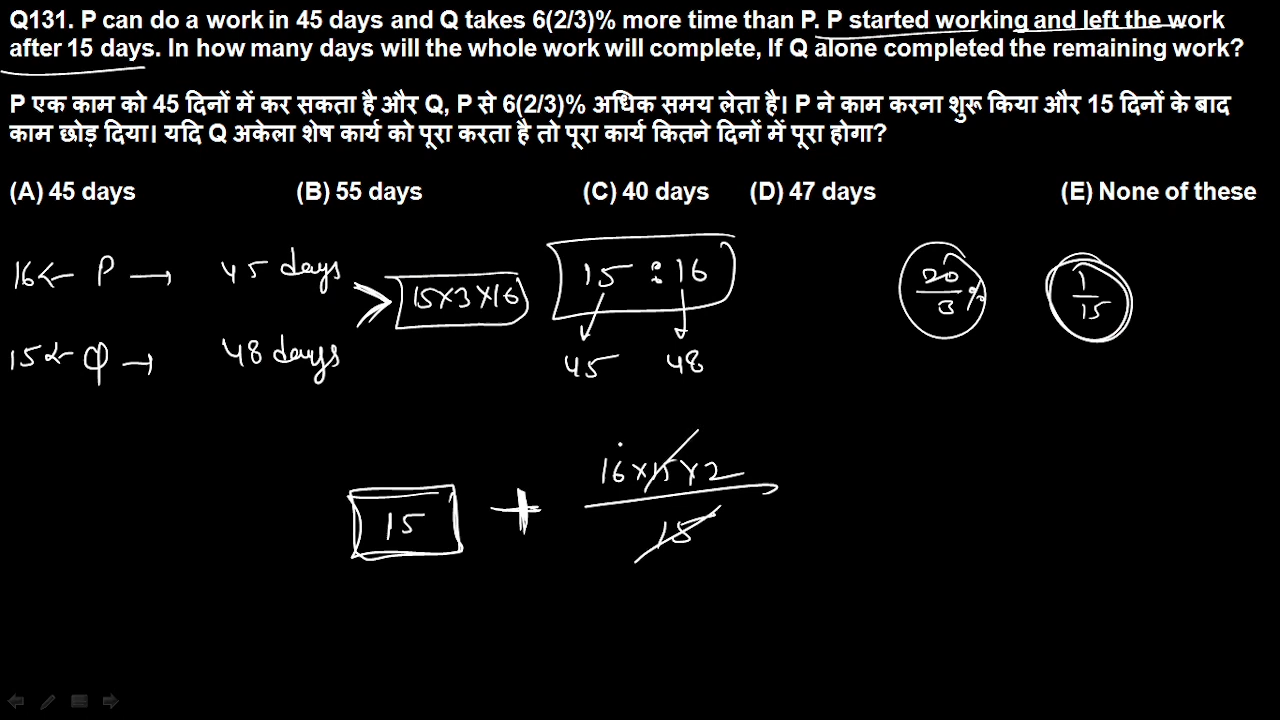 Q131. P can do a work in 45 days and Q takes 6(2/3)% more time than P. P started working and left the work
after 15 days. In how many days will the whole work will complete, If Q alone completed the remaining work?
P एक काम को 45 दिनों में कर सकता है और Q, P से 6(2/3)% अधिक समय लेता है। P ने काम करना शुरू किया और 15 दिनों के बाद
काम छोड़ दिया। यदि Q अकेला शेष कार्य को पूरा करता है तो पूरा कार्य कितने दिनों में पूरा होगा?
(A) 45 days (B) 55 days (C) 40 days (D) 47 days (E) None of these
16 ← P → 45 days 15×3×16 15 : 16 20/3% 1/15
15 ← Q → 48 days 45 48
15 + 16×15×2/15